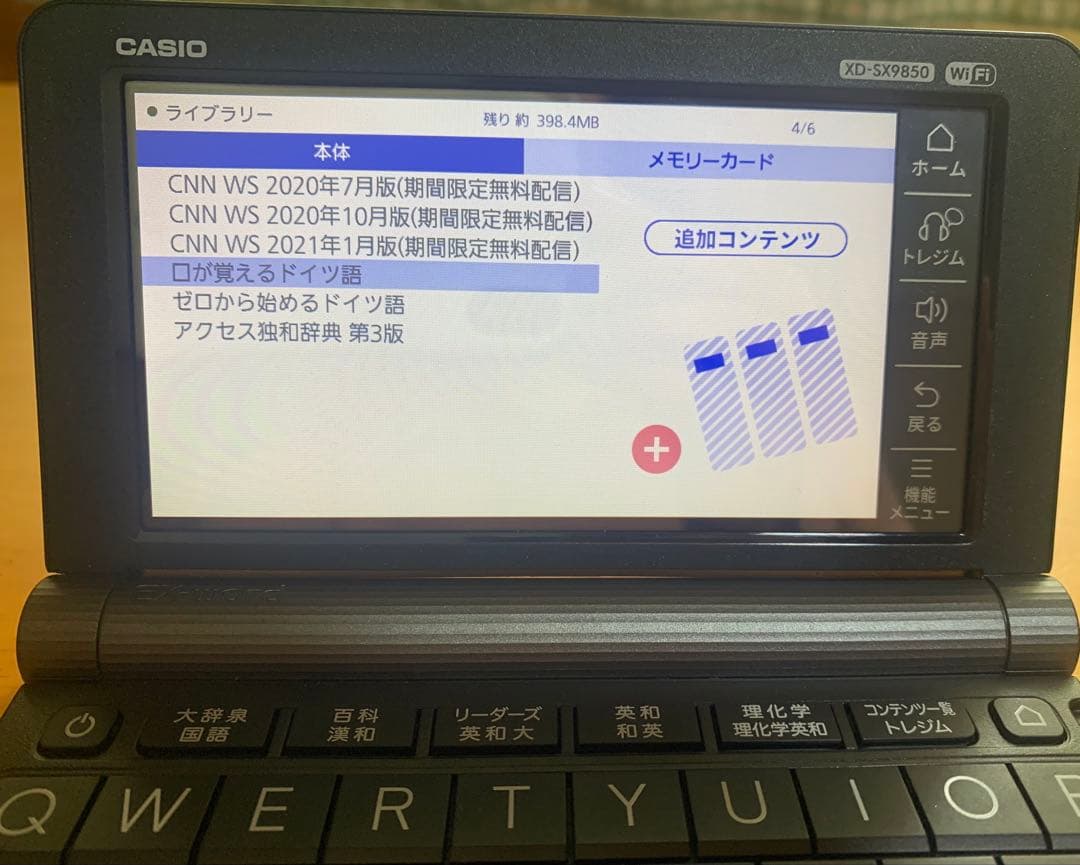 CASIO
XD-SX9850 WiFi
ライブラリー 残り 約 398.4MB 4/6
本体 メモリーカード
CNN WS 2020年7月版(期間限定無料配信)
CNN WS 2020年10月版(期間限定無料配信)
CNN WS 2021年1月版(期間限定無料配信)
口が覚えるドイツ語
ゼロから始めるドイツ語
アクセス独和辞典 第3版
追加コンテンツ
ホーム
トレジム
音声
戻る
機能
メニュー
大辞泉
国語
百科
漢和
リーダーズ
英和大
英和
和英
理化学
理化学英和
コンテンツ一覧
トレジム
Q W E R T Y U I O